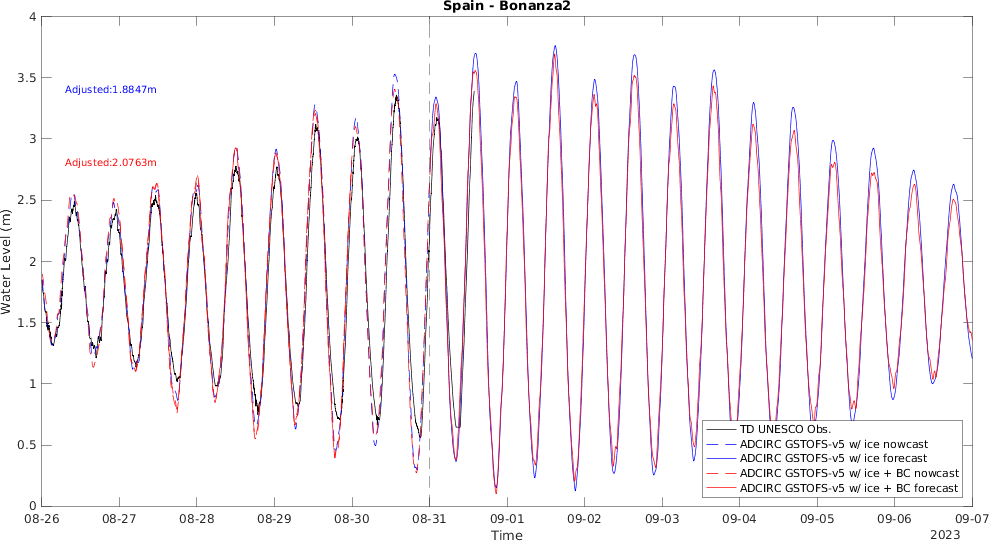 Spain - Bonanza2
4
3.5
3
2.5
2
1.5
1
0.5
0
Water Level (m)
Adjusted:1.8847m
Adjusted:2.0763m
TD UNESCO Obs.
ADCIRC GSTOFS-v5 w/ ice nowcast
ADCIRC GSTOFS-v5 w/ ice forecast
ADCIRC GSTOFS-v5 w/ ice + BC nowcast
ADCIRC GSTOFS-v5 w/ ice + BC forecast
08-26 08-27 08-28 08-29 08-30 08-31 09-01 09-02 09-03 09-04 09-05 09-06 09-07
Time
2023